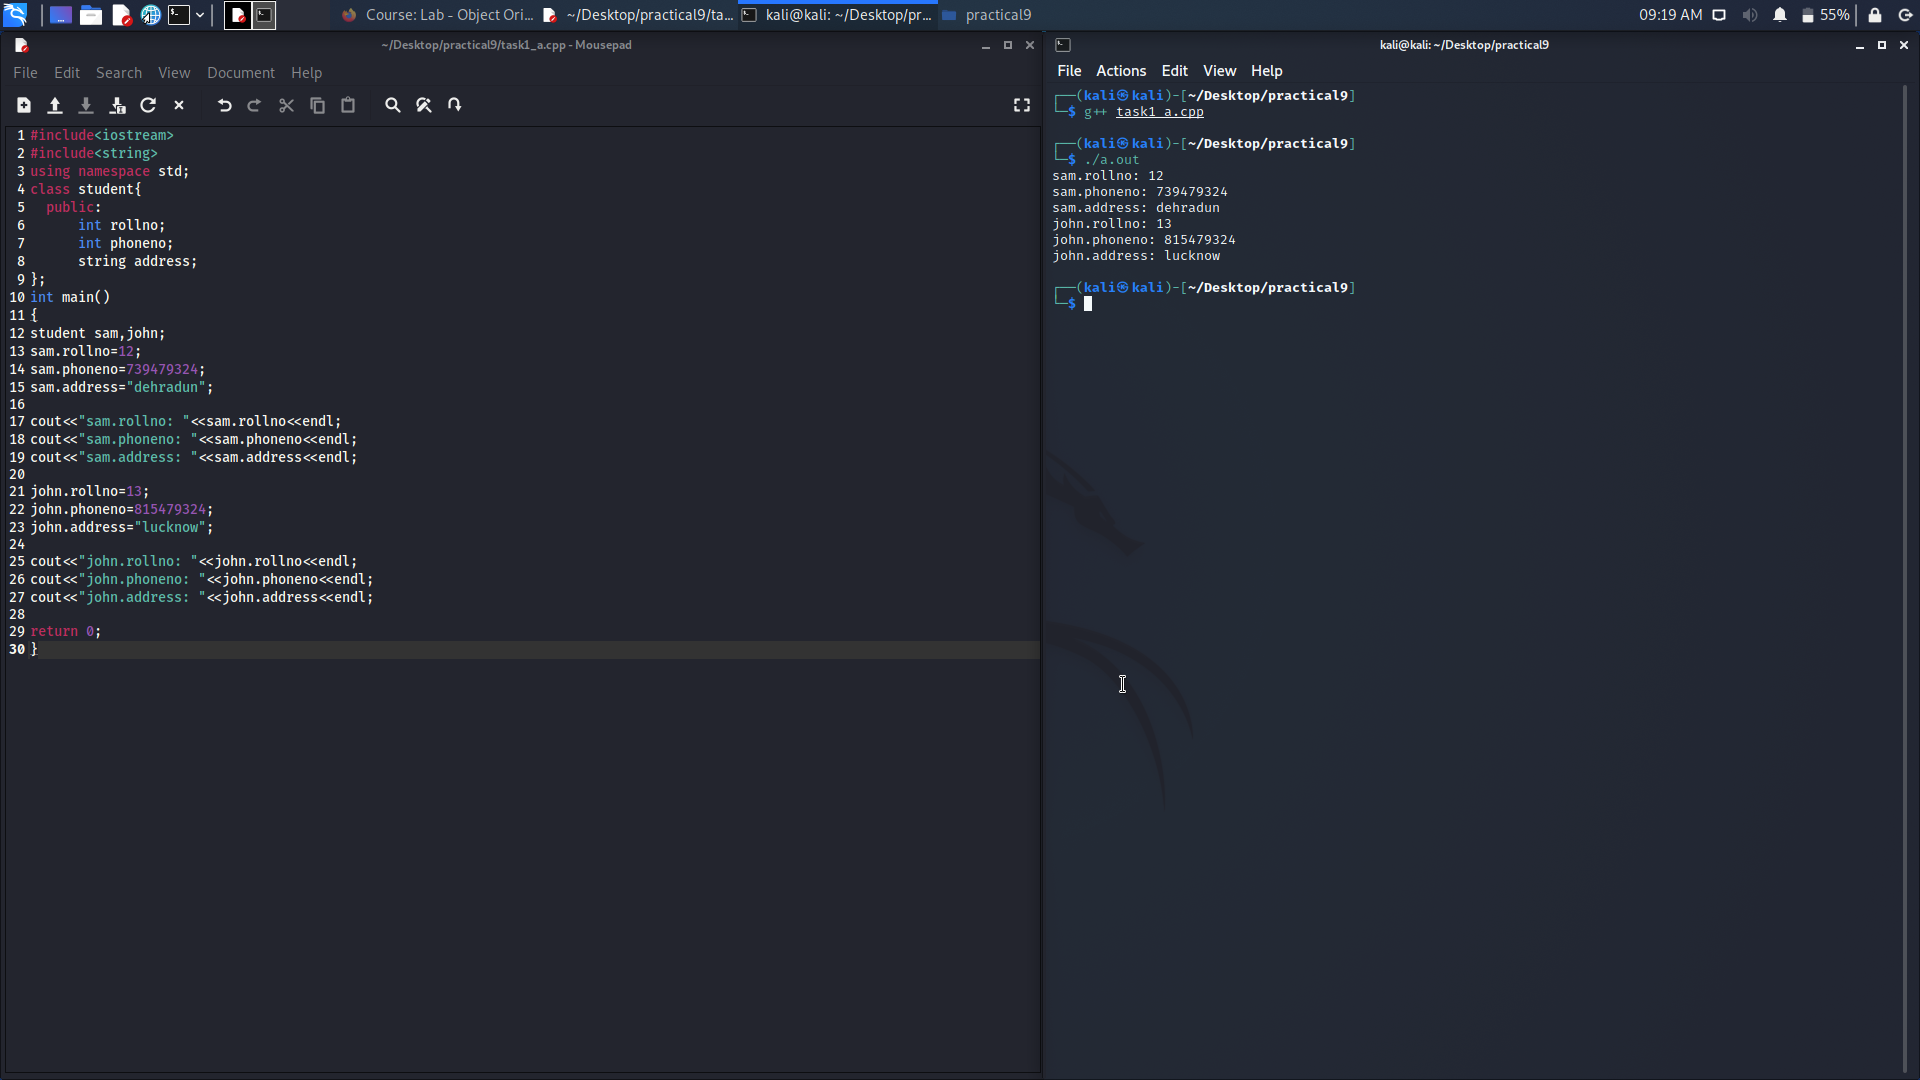 Course: Lab - Object Ori...
~/Desktop/practical9/ta...
kali@kali: ~/Desktop/pr...
practical9
09:19 AM
55%
~/Desktop/practical9/task1_a.cpp - Mousepad
File Edit Search View Document Help
1 #include<iostream>
2 #include<string>
3 using namespace std;
4 class student{
5   public:
6       int rollno;
7       int phoneno;
8       string address;
9 };
10 int main()
11 {
12 student sam,john;
13 sam.rollno=12;
14 sam.phoneno=739479324;
15 sam.address="dehradun";
16
17 cout<<"sam.rollno: "<<sam.rollno<<endl;
18 cout<<"sam.phoneno: "<<sam.phoneno<<endl;
19 cout<<"sam.address: "<<sam.address<<endl;
20
21 john.rollno=13;
22 john.phoneno=815479324;
23 john.address="lucknow";
24
25 cout<<"john.rollno: "<<john.rollno<<endl;
26 cout<<"john.phoneno: "<<john.phoneno<<endl;
27 cout<<"john.address: "<<john.address<<endl;
28
29 return 0;
30 }
kali@kali: ~/Desktop/practical9
File Actions Edit View Help
┌──(kali㉿kali)-[~/Desktop/practical9]
└─$ g++ task1_a.cpp
┌──(kali㉿kali)-[~/Desktop/practical9]
└─$ ./a.out
sam.rollno: 12
sam.phoneno: 739479324
sam.address: dehradun
john.rollno: 13
john.phoneno: 815479324
john.address: lucknow
┌──(kali㉿kali)-[~/Desktop/practical9]
└─$